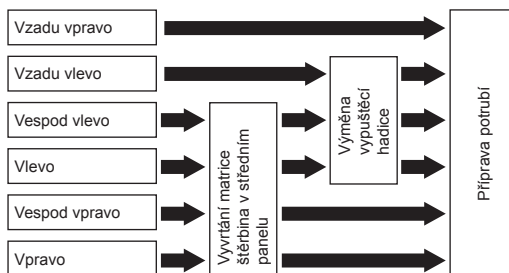 Vzadu vpravo
Vzadu vlevo
Vespod vlevo
Vlevo
Vespod vpravo
Vpravo
Vyvrtání matrice
štěrbina v středním
panelu
Výměna
vypuštěcí
hadice
Příprava potrubí